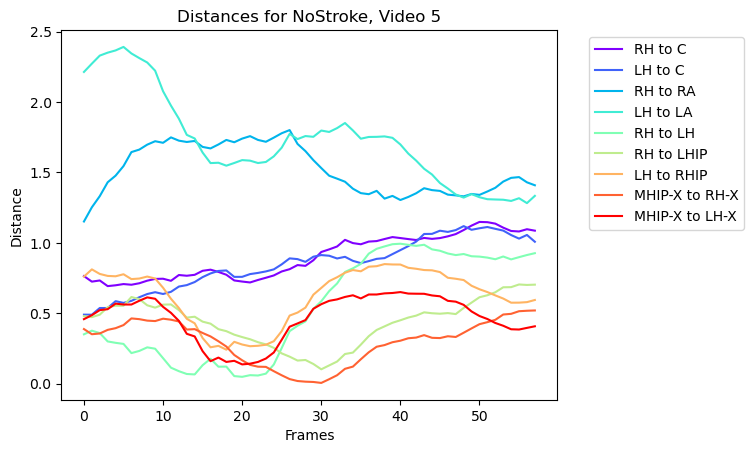 Distances for NoStroke, Video 5
2.5
2.0
1.5
1.0
0.5
0.0
Distance
0 10 20 30 40 50
Frames
RH to C
LH to C
RH to RA
LH to LA
RH to LH
RH to LHIP
LH to RHIP
MHIP-X to RH-X
MHIP-X to LH-X